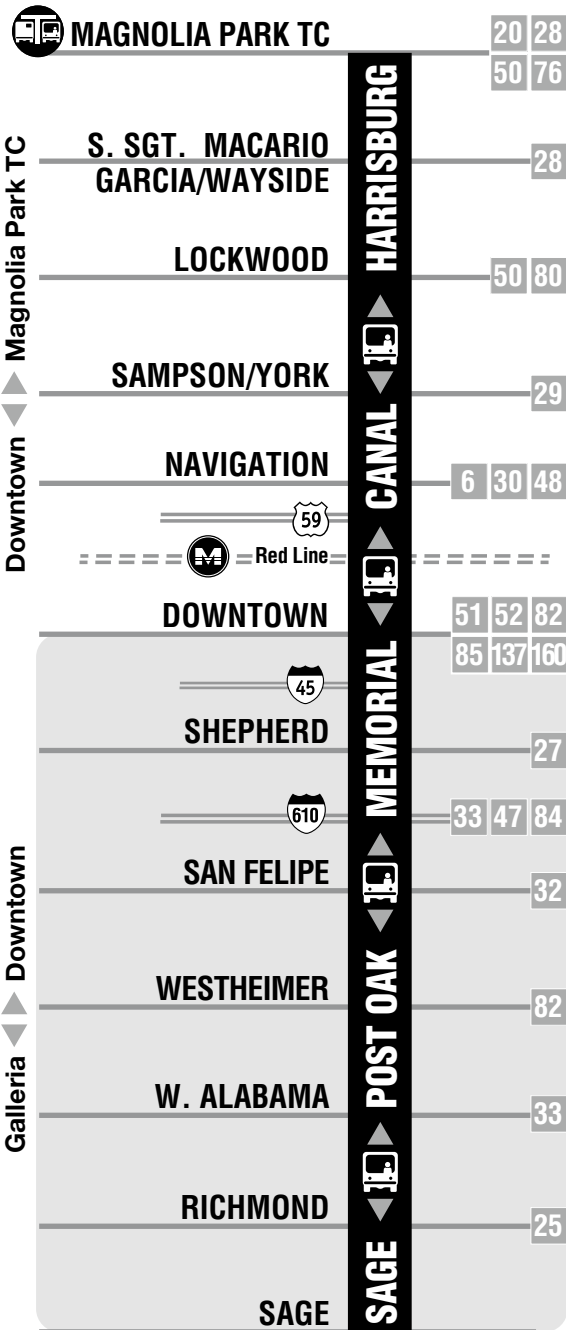 MAGNOLIA PARK TC 20 28
50 76
S. SGT. MACARIO
GARCIA/WAYSIDE 28
LOCKWOOD 50 80
SAMPSON/YORK 29
NAVIGATION 6 30 48
59
M Red Line
DOWNTOWN 51 52 82
85 137 160
45
SHEPHERD 27
610 33 47 84
SAN FELIPE 32
WESTHEIMER 82
W. ALABAMA 33
RICHMOND 25
SAGE
HARRISBURG
CANAL
MEMORIAL
POST OAK
SAGE
Downtown Magnolia Park TC
Galleria Downtown